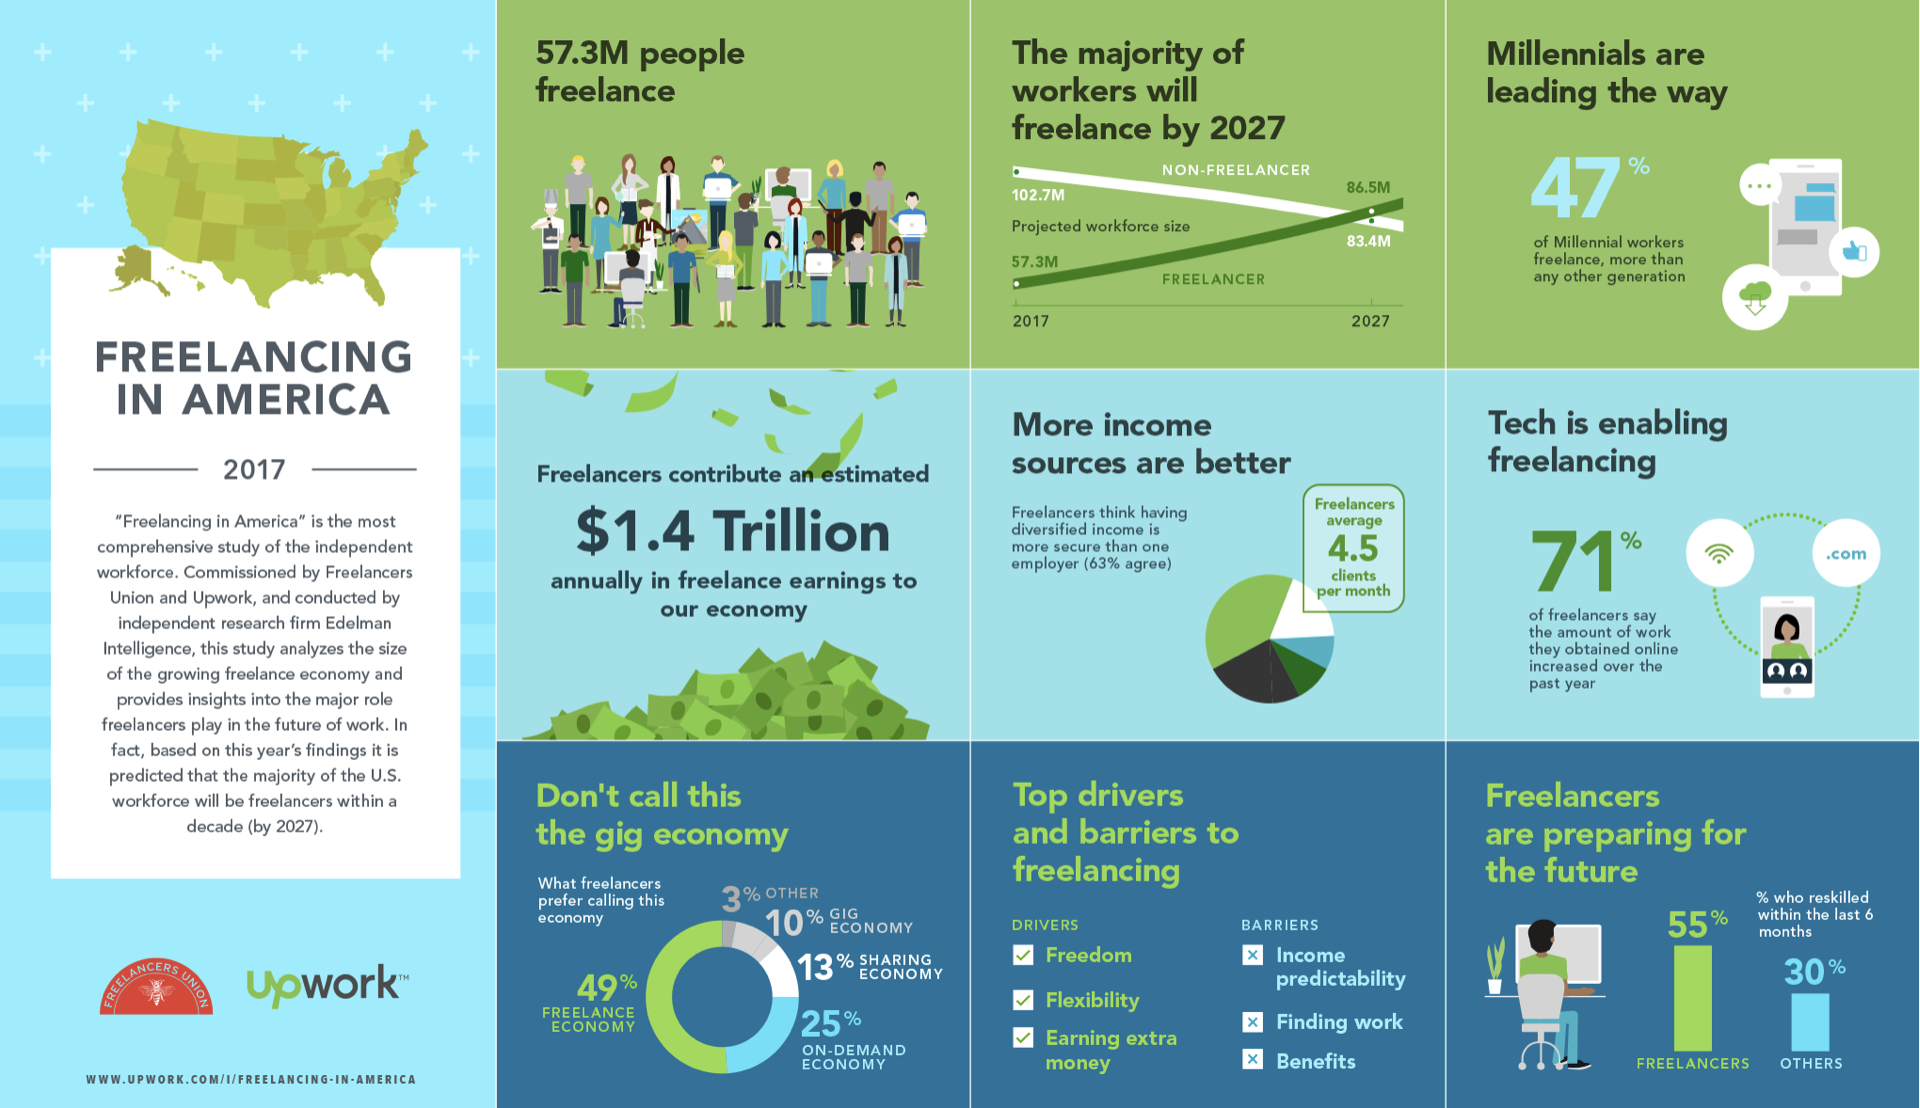 FREELANCING
IN AMERICA
2017
“Freelancing in America” is the most
comprehensive study of the independent
workforce. Commissioned by Freelancers
Union and Upwork, and conducted by
independent research firm Edelman
Intelligence, this study analyzes the size
of the growing freelance economy and
provides insights into the major role
freelancers play in the future of work. In
fact, based on this year’s findings it is
predicted that the majority of the U.S.
workforce will be freelancers within a
decade (by 2027).
FREELANCERS UNION
upwork™
WWW.UPWORK.COM/I/FREELANCING-IN-AMERICA
57.3M people
freelance
The majority of
workers will
freelance by 2027
NON-FREELANCER
102.7M
86.5M
Projected workforce size
83.4M
57.3M
FREELANCER
2017
2027
Millennials are
leading the way
47%
of Millennial workers
freelance, more than
any other generation
Freelancers contribute an estimated
$1.4 Trillion
annually in freelance earnings to
our economy
More income
sources are better
Freelancers think having
diversified income is
more secure than one
employer (63% agree)
Freelancers
average
4.5
clients
per month
Tech is enabling
freelancing
71%
of freelancers say
the amount of work
they obtained online
increased over the
past year
.com
Don't call this
the gig economy
What freelancers
prefer calling this
economy
3% OTHER
10% GIG
ECONOMY
13% SHARING
ECONOMY
49%
FREELANCE
ECONOMY
25%
ON-DEMAND
ECONOMY
Top drivers
and barriers to
freelancing
DRIVERS
Freedom
Flexibility
Earning extra
money
BARRIERS
Income
predictability
Finding work
Benefits
Freelancers
are preparing for
the future
% who reskilled
within the last 6
months
55%
FREELANCERS
30%
OTHERS